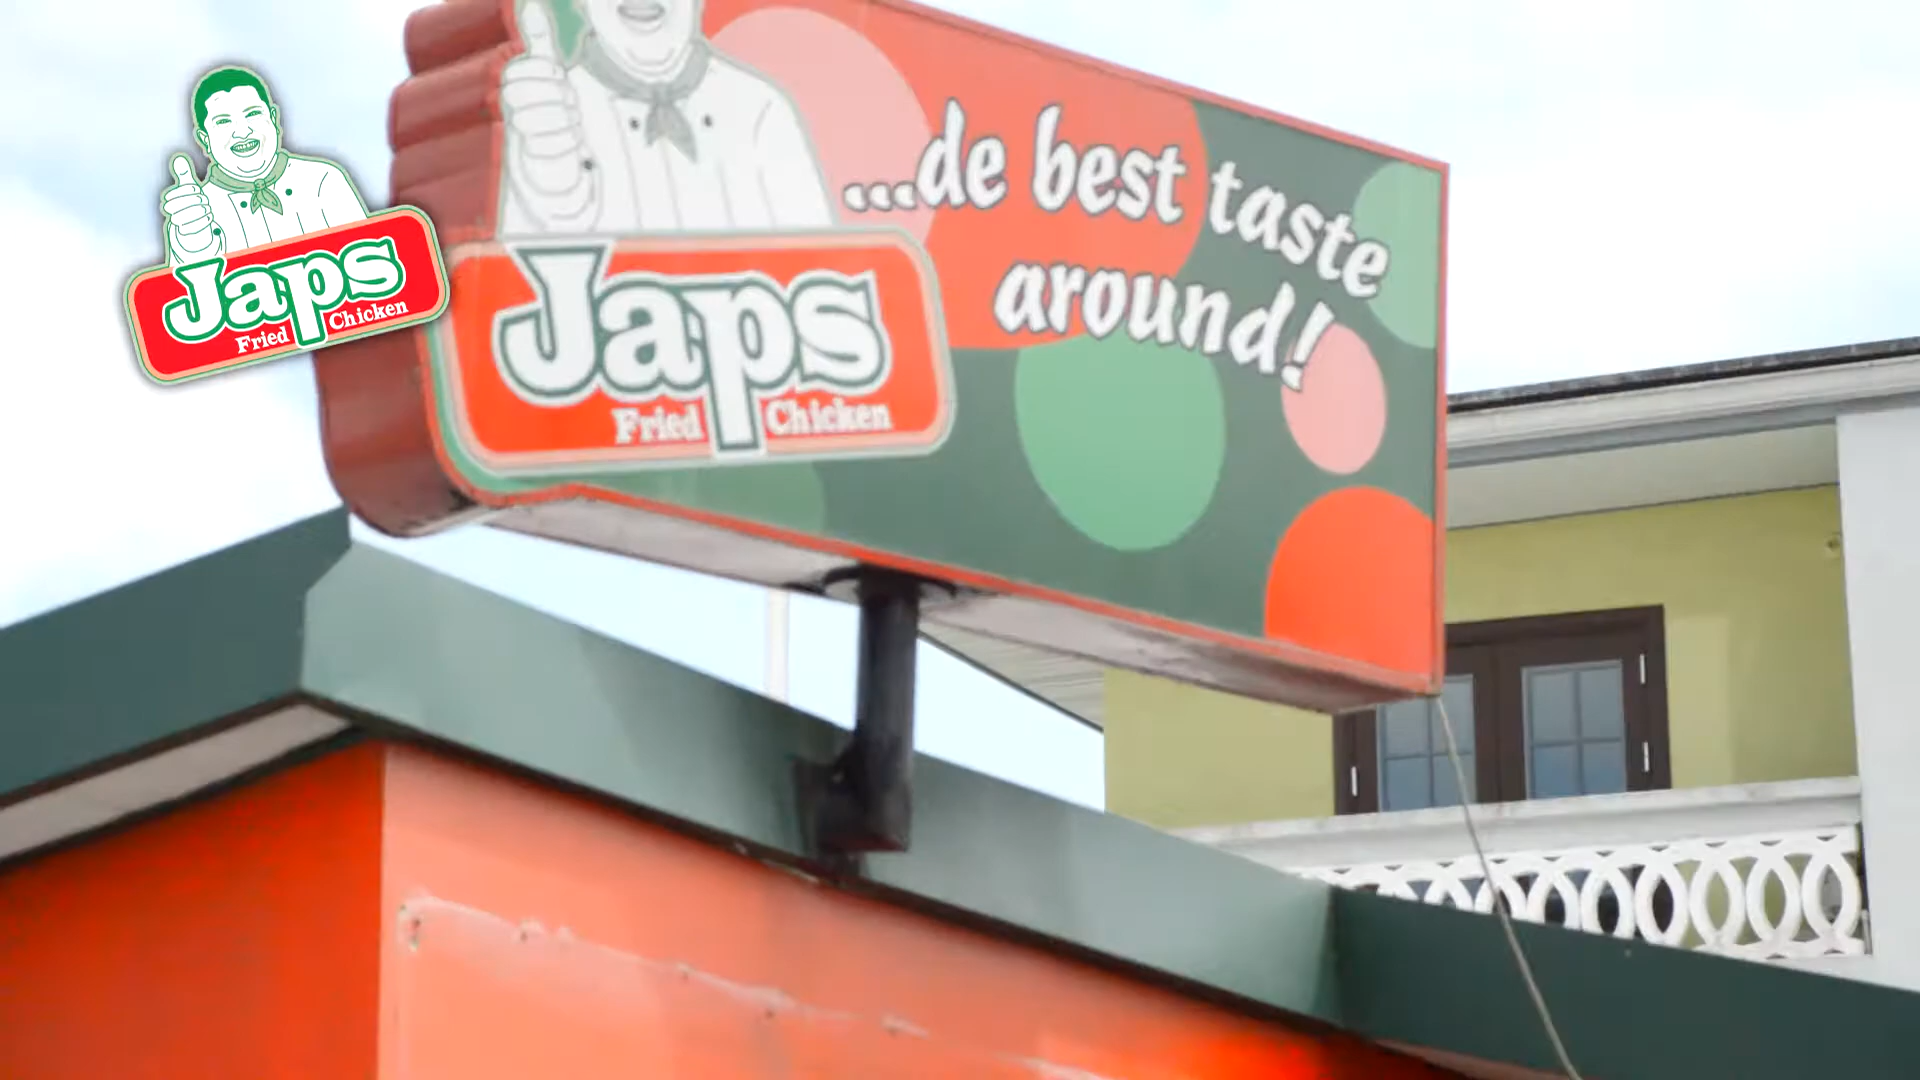 Japs
Fried Chicken
...de best taste
around!
Japs
Fried Chicken